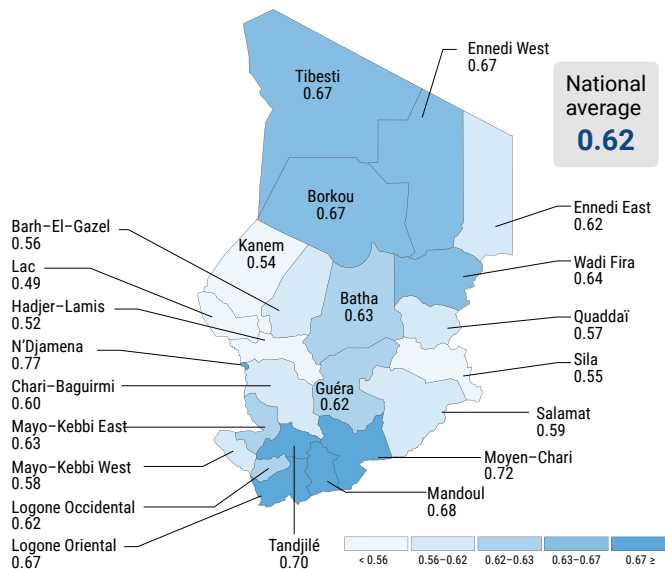 Ennedi West
0.67
Tibesti
0.67
National
average
0.62
Borkou
0.67
Ennedi East
0.62
Barh–El–Gazel
0.56
Kanem
0.54
Wadi Fira
0.64
Lac
0.49
Batha
0.63
Hadjer–Lamis
0.52
Quaddaï
0.57
N'Djamena
0.77
Sila
0.55
Chari–Baguirmi
0.60
Guéra
0.62
Salamat
0.59
Mayo–Kebbi East
0.63
Moyen–Chari
0.72
Mayo–Kebbi West
0.58
Mandoul
0.68
Logone Occidental
0.62
Logone Oriental
0.67
Tandjilé
0.70
< 0.56 0.56–0.62 0.62–0.63 0.63–0.67 0.67 ≥